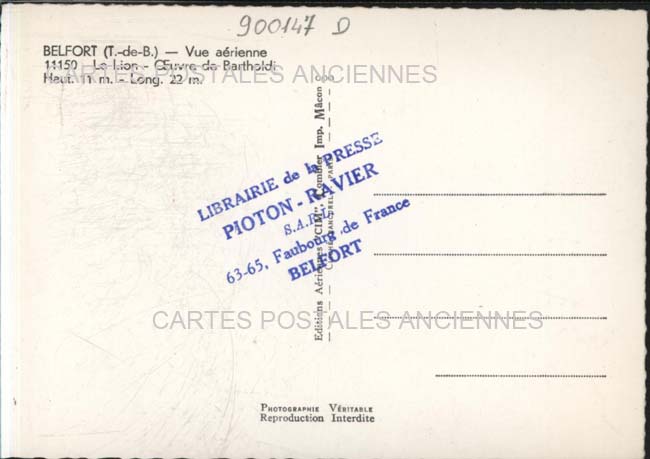 900147 D
BELFORT (T.-de-B.) — Vue aérienne
11150 - Le Lion - Œuvre de Bartholdi
Haut. 11 m. - Long. 22 m.
CARTES POSTALES ANCIENNES
LIBRAIRIE de la PRESSE
PIOTON - RAVIER
S.A.R.L.
63-65, Faubourg de France
BELFORT
Editions Aériennes "CIM", Combier Imp. Mâcon
CARTES POSTALES ANCIENNES
Photographie Véritable
Reproduction Interdite